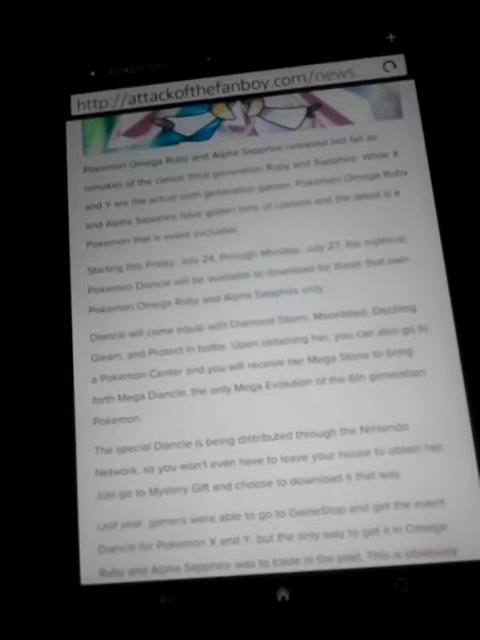 Pokemon
http://attackofthefanboy.com/news
Pokemon Omega Ruby and Alpha Sapphire released last fall as
remakes of the classic third generation Ruby and Sapphire. While X
and Y are the actual sixth generation games, Pokemon Omega Ruby
and Alpha Sapphire have gotten tons of content and the latest is a
Pokemon that is event exclusive.
Starting this Friday, July 24, through Monday, July 27, the mythical
Pokemon Diancie will be available to download for those that own
Pokemon Omega Ruby and Alpha Sapphire only.
Diancie will come equip with Diamond Storm, Moonblast, Dazzling
Gleam, and Protect in battle. Upon obtaining her, you can also go to
a Pokemon Center and you will receive her Mega Stone to bring
forth Mega Diancie, the only Mega Evolution of the 6th generation
Pokemon.
The special Diancie is being distributed through the Nintendo
Network, so you won't even have to leave your house to obtain her.
Just go to Mystery Gift and choose to download it that way.
Last year, gamers were able to go to GameStop and get the event
Diancie for Pokemon X and Y, but the only way to get it in Omega
Ruby and Alpha Sapphire was to trade in the past. This is obviously